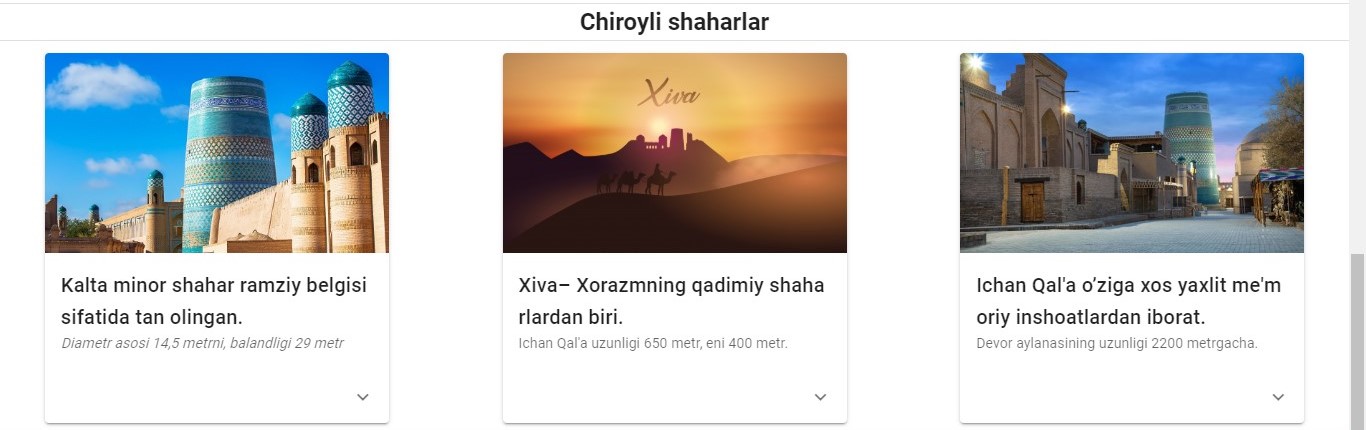 Chiroyli shaharlar
Xiva
Kalta minor shahar ramziy belgisi
sifatida tan olingan.
Diametr asosi 14,5 metrni, balandligi 29 metr
Xiva– Xorazmning qadimiy shaha
rlardan biri.
Ichan Qal'a uzunligi 650 metr, eni 400 metr.
Ichan Qal'a o’ziga xos yaxlit me'm
oriy inshoatlardan iborat.
Devor aylanasining uzunligi 2200 metrgacha.